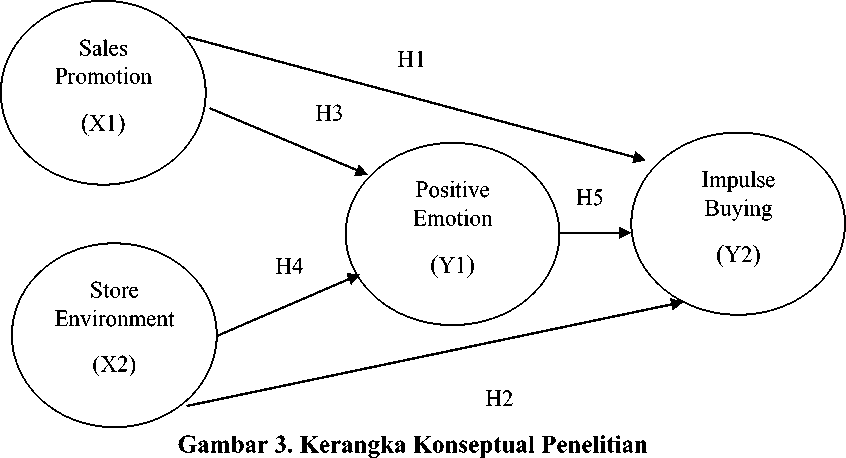 Sales
Promotion
(X1)
H1
H3
Positive
Emotion
(Y1)
H5
Impulse
Buying
(Y2)
H4
Store
Environment
(X2)
H2
Gambar 3. Kerangka Konseptual Penelitian